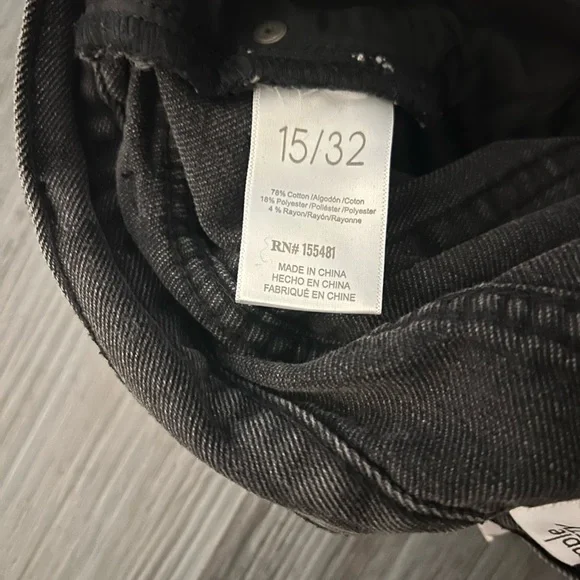 15/32
78% Cotton /Algodón /Coton
18% Polyester /Poliéster /Polyester
4 % Rayon/Rayón/Rayonne
RN# 155481
MADE IN CHINA
HECHO EN CHINA
FABRIQUÉ EN CHINE